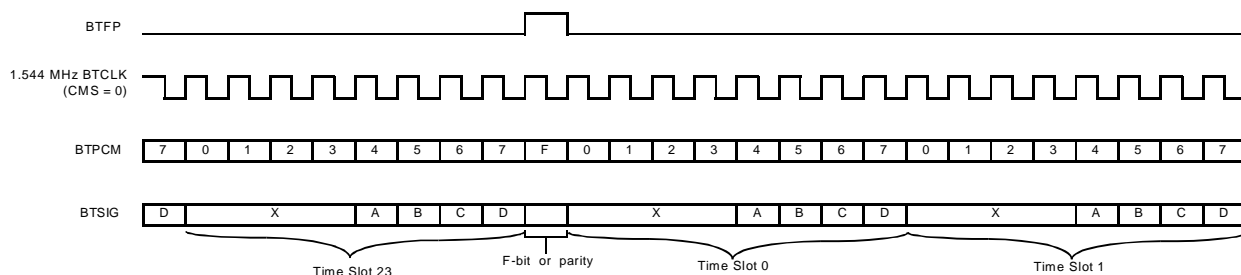 BTFP
1.544 MHz BTCLK
(CMS = 0)
BTPCM 7 0 1 2 3 4 5 6 7 F 0 1 2 3 4 5 6 7 0 1 2 3 4 5 6 7
BTSIG D X A B C D X A B C D X A B C D
Time Slot 23 F-bit or parity Time Slot 0 Time Slot 1